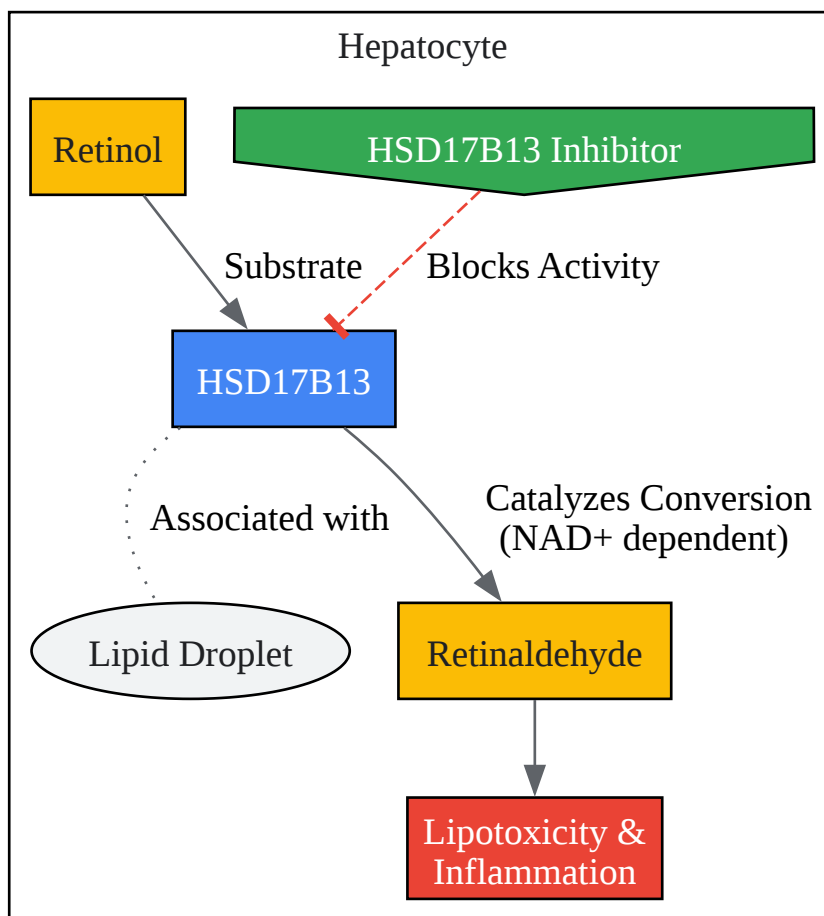 Hepatocyte
Retinol
HSD17B13 Inhibitor
Substrate
Blocks Activity
HSD17B13
Associated with
Catalyzes Conversion
(NAD+ dependent)
Lipid Droplet
Retinaldehyde
Lipotoxicity &
Inflammation